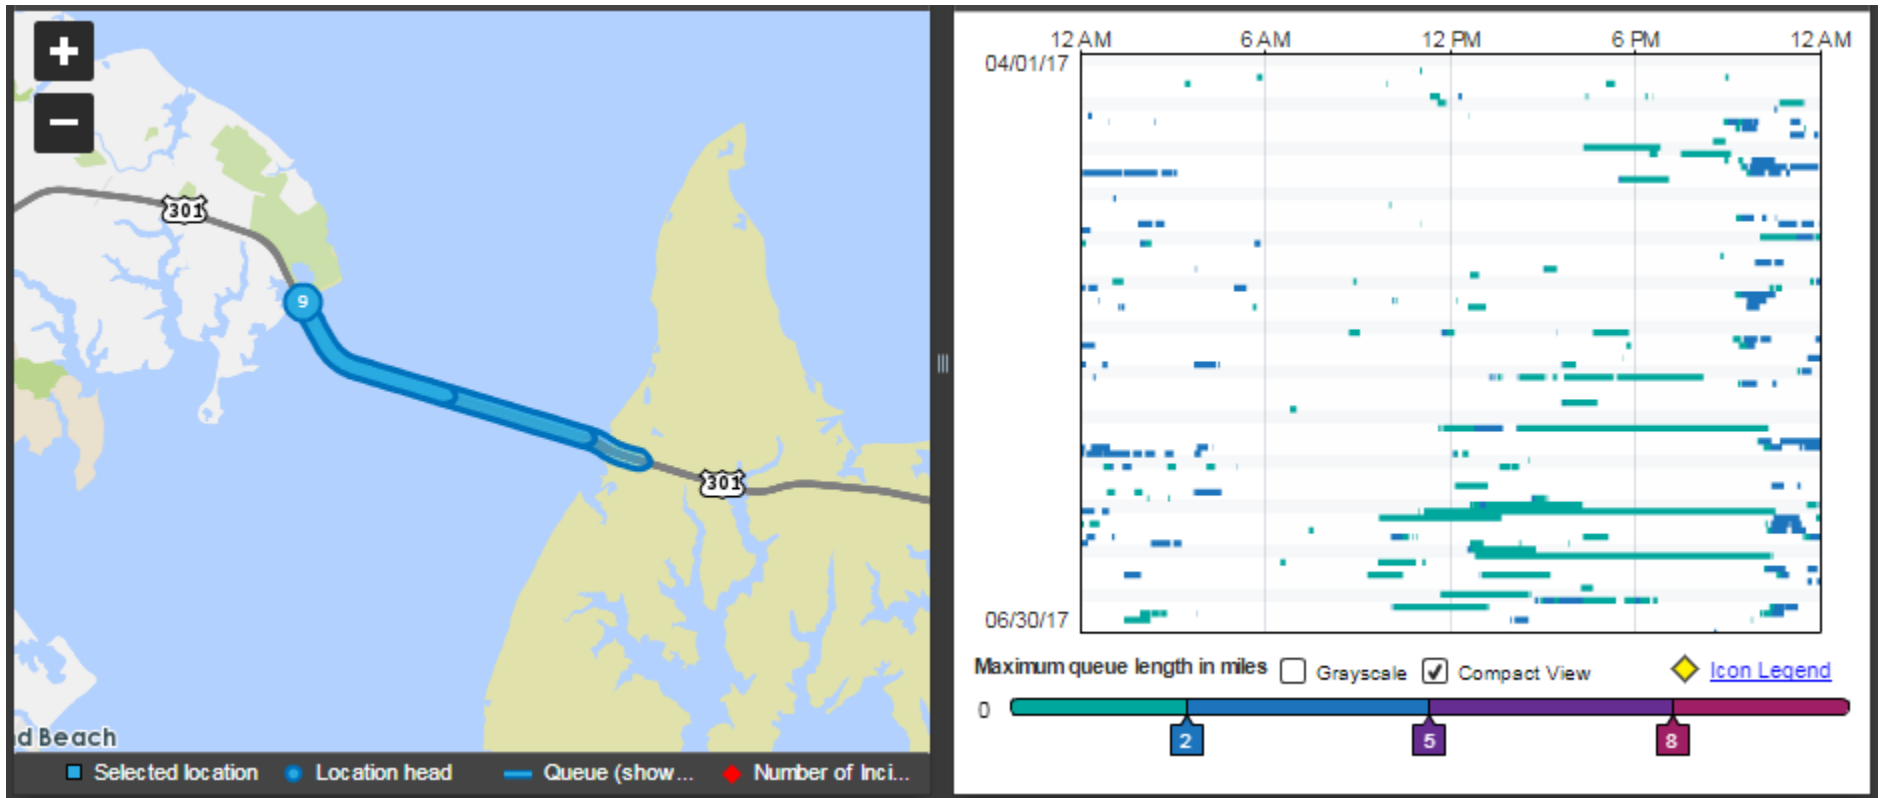 +
−
301
9
301
d Beach
Selected location
Location head
Queue (show...
Number of Inci...
12 AM 6 AM 12 PM 6 PM 12 AM
04/01/17
06/30/17
Maximum queue length in miles Grayscale Compact View Icon Legend
0
2 5 8